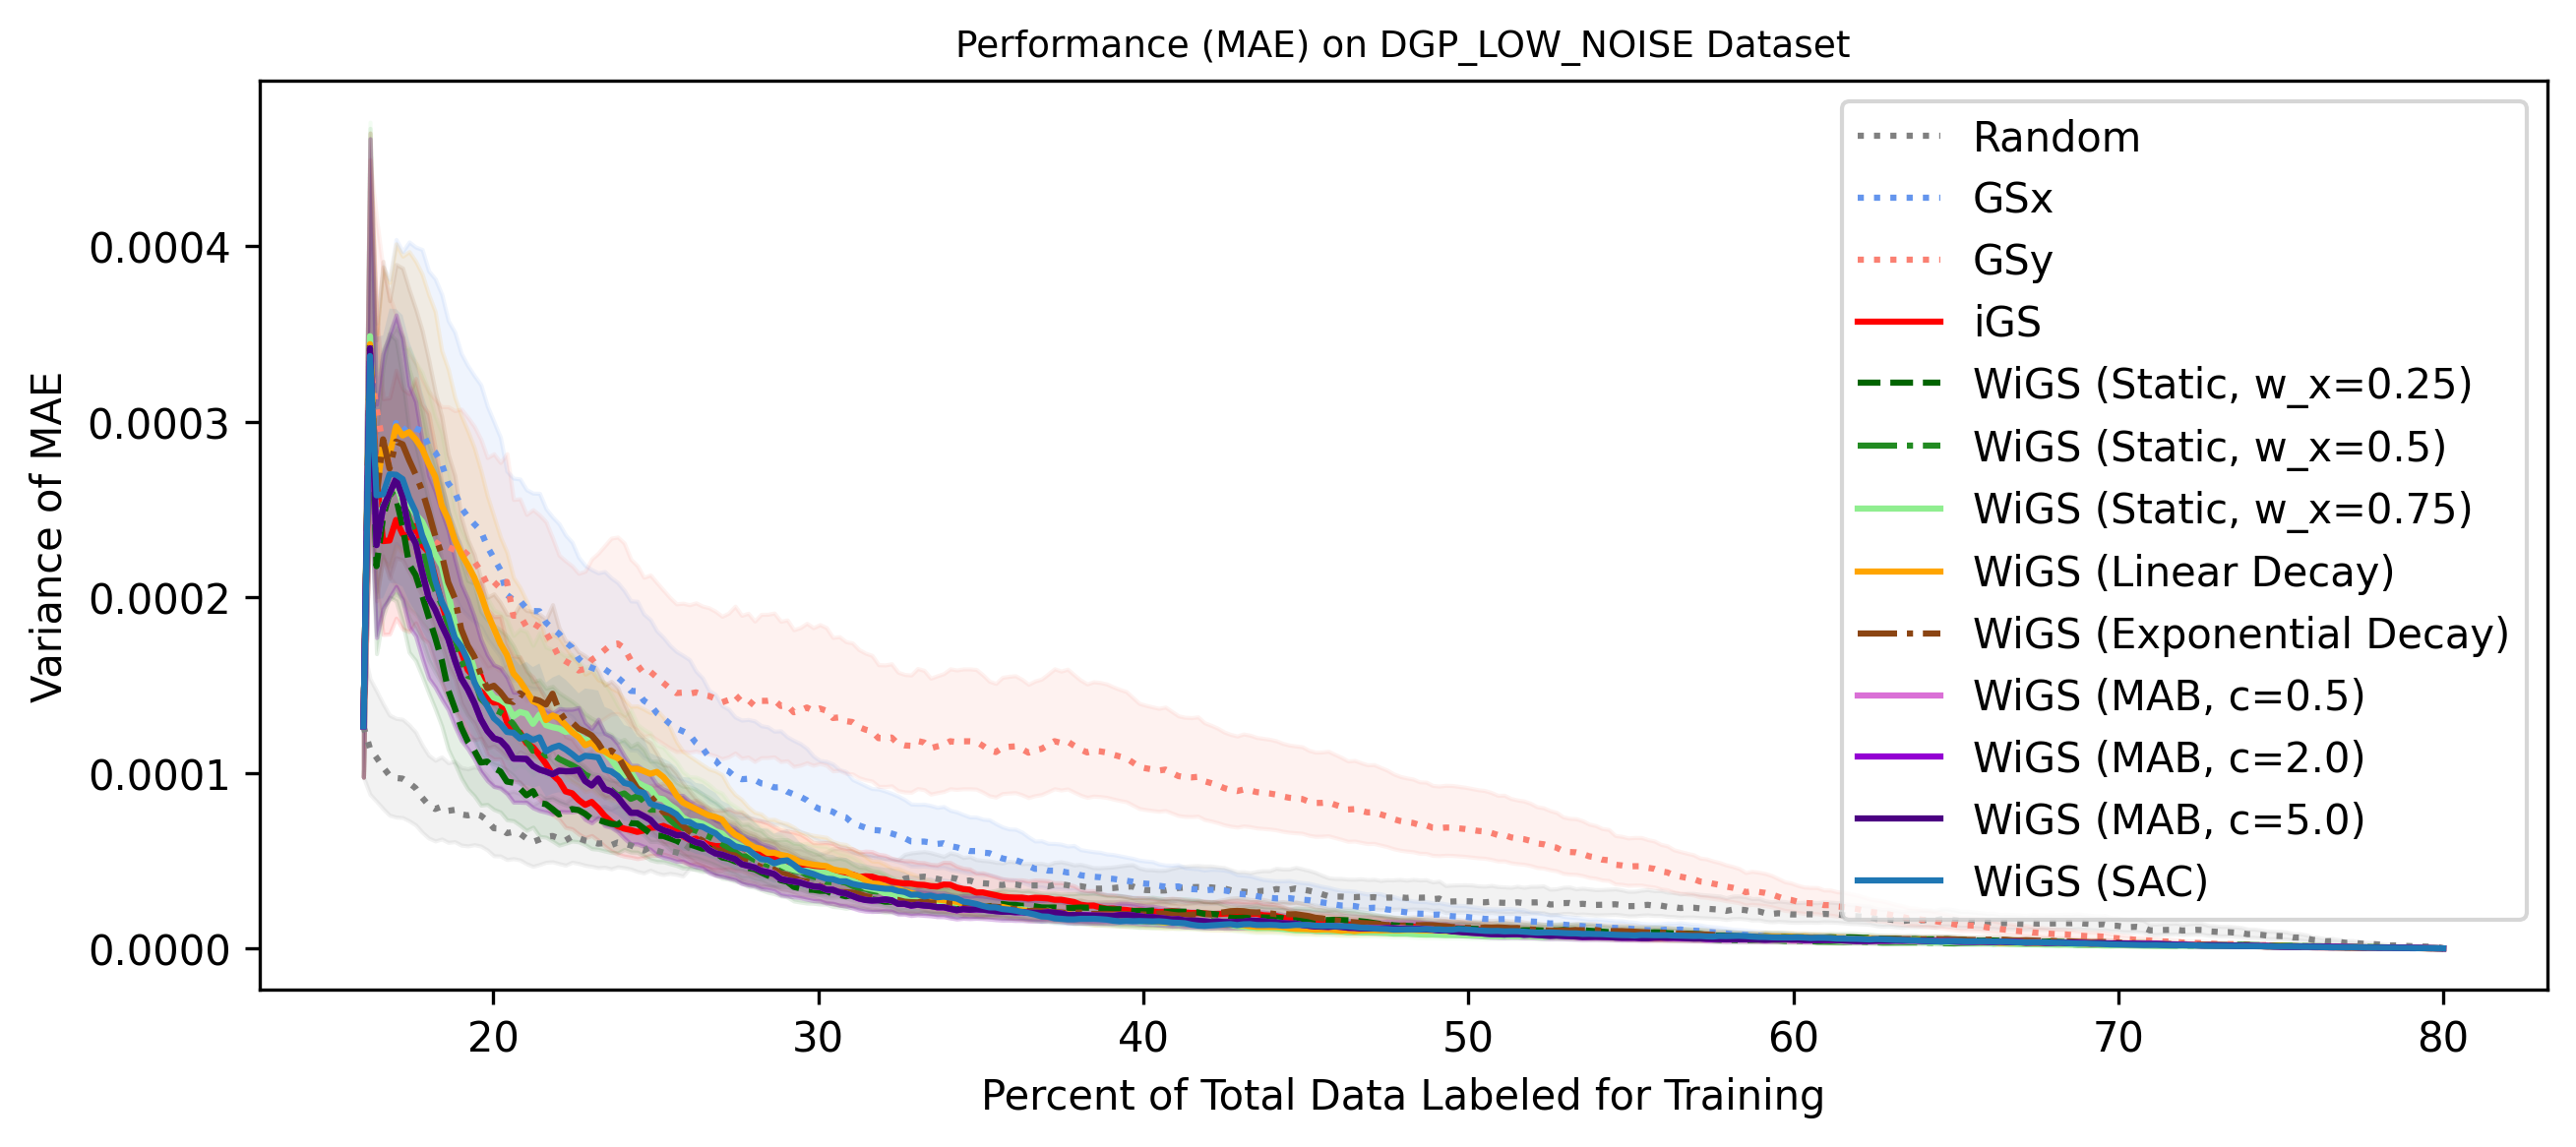 Performance (MAE) on DGP_LOW_NOISE Dataset
Variance of MAE
0.0004
0.0003
0.0002
0.0001
0.0000
20
30
40
50
60
70
80
Percent of Total Data Labeled for Training
Random
GSx
GSy
iGS
WiGS (Static, w_x=0.25)
WiGS (Static, w_x=0.5)
WiGS (Static, w_x=0.75)
WiGS (Linear Decay)
WiGS (Exponential Decay)
WiGS (MAB, c=0.5)
WiGS (MAB, c=2.0)
WiGS (MAB, c=5.0)
WiGS (SAC)